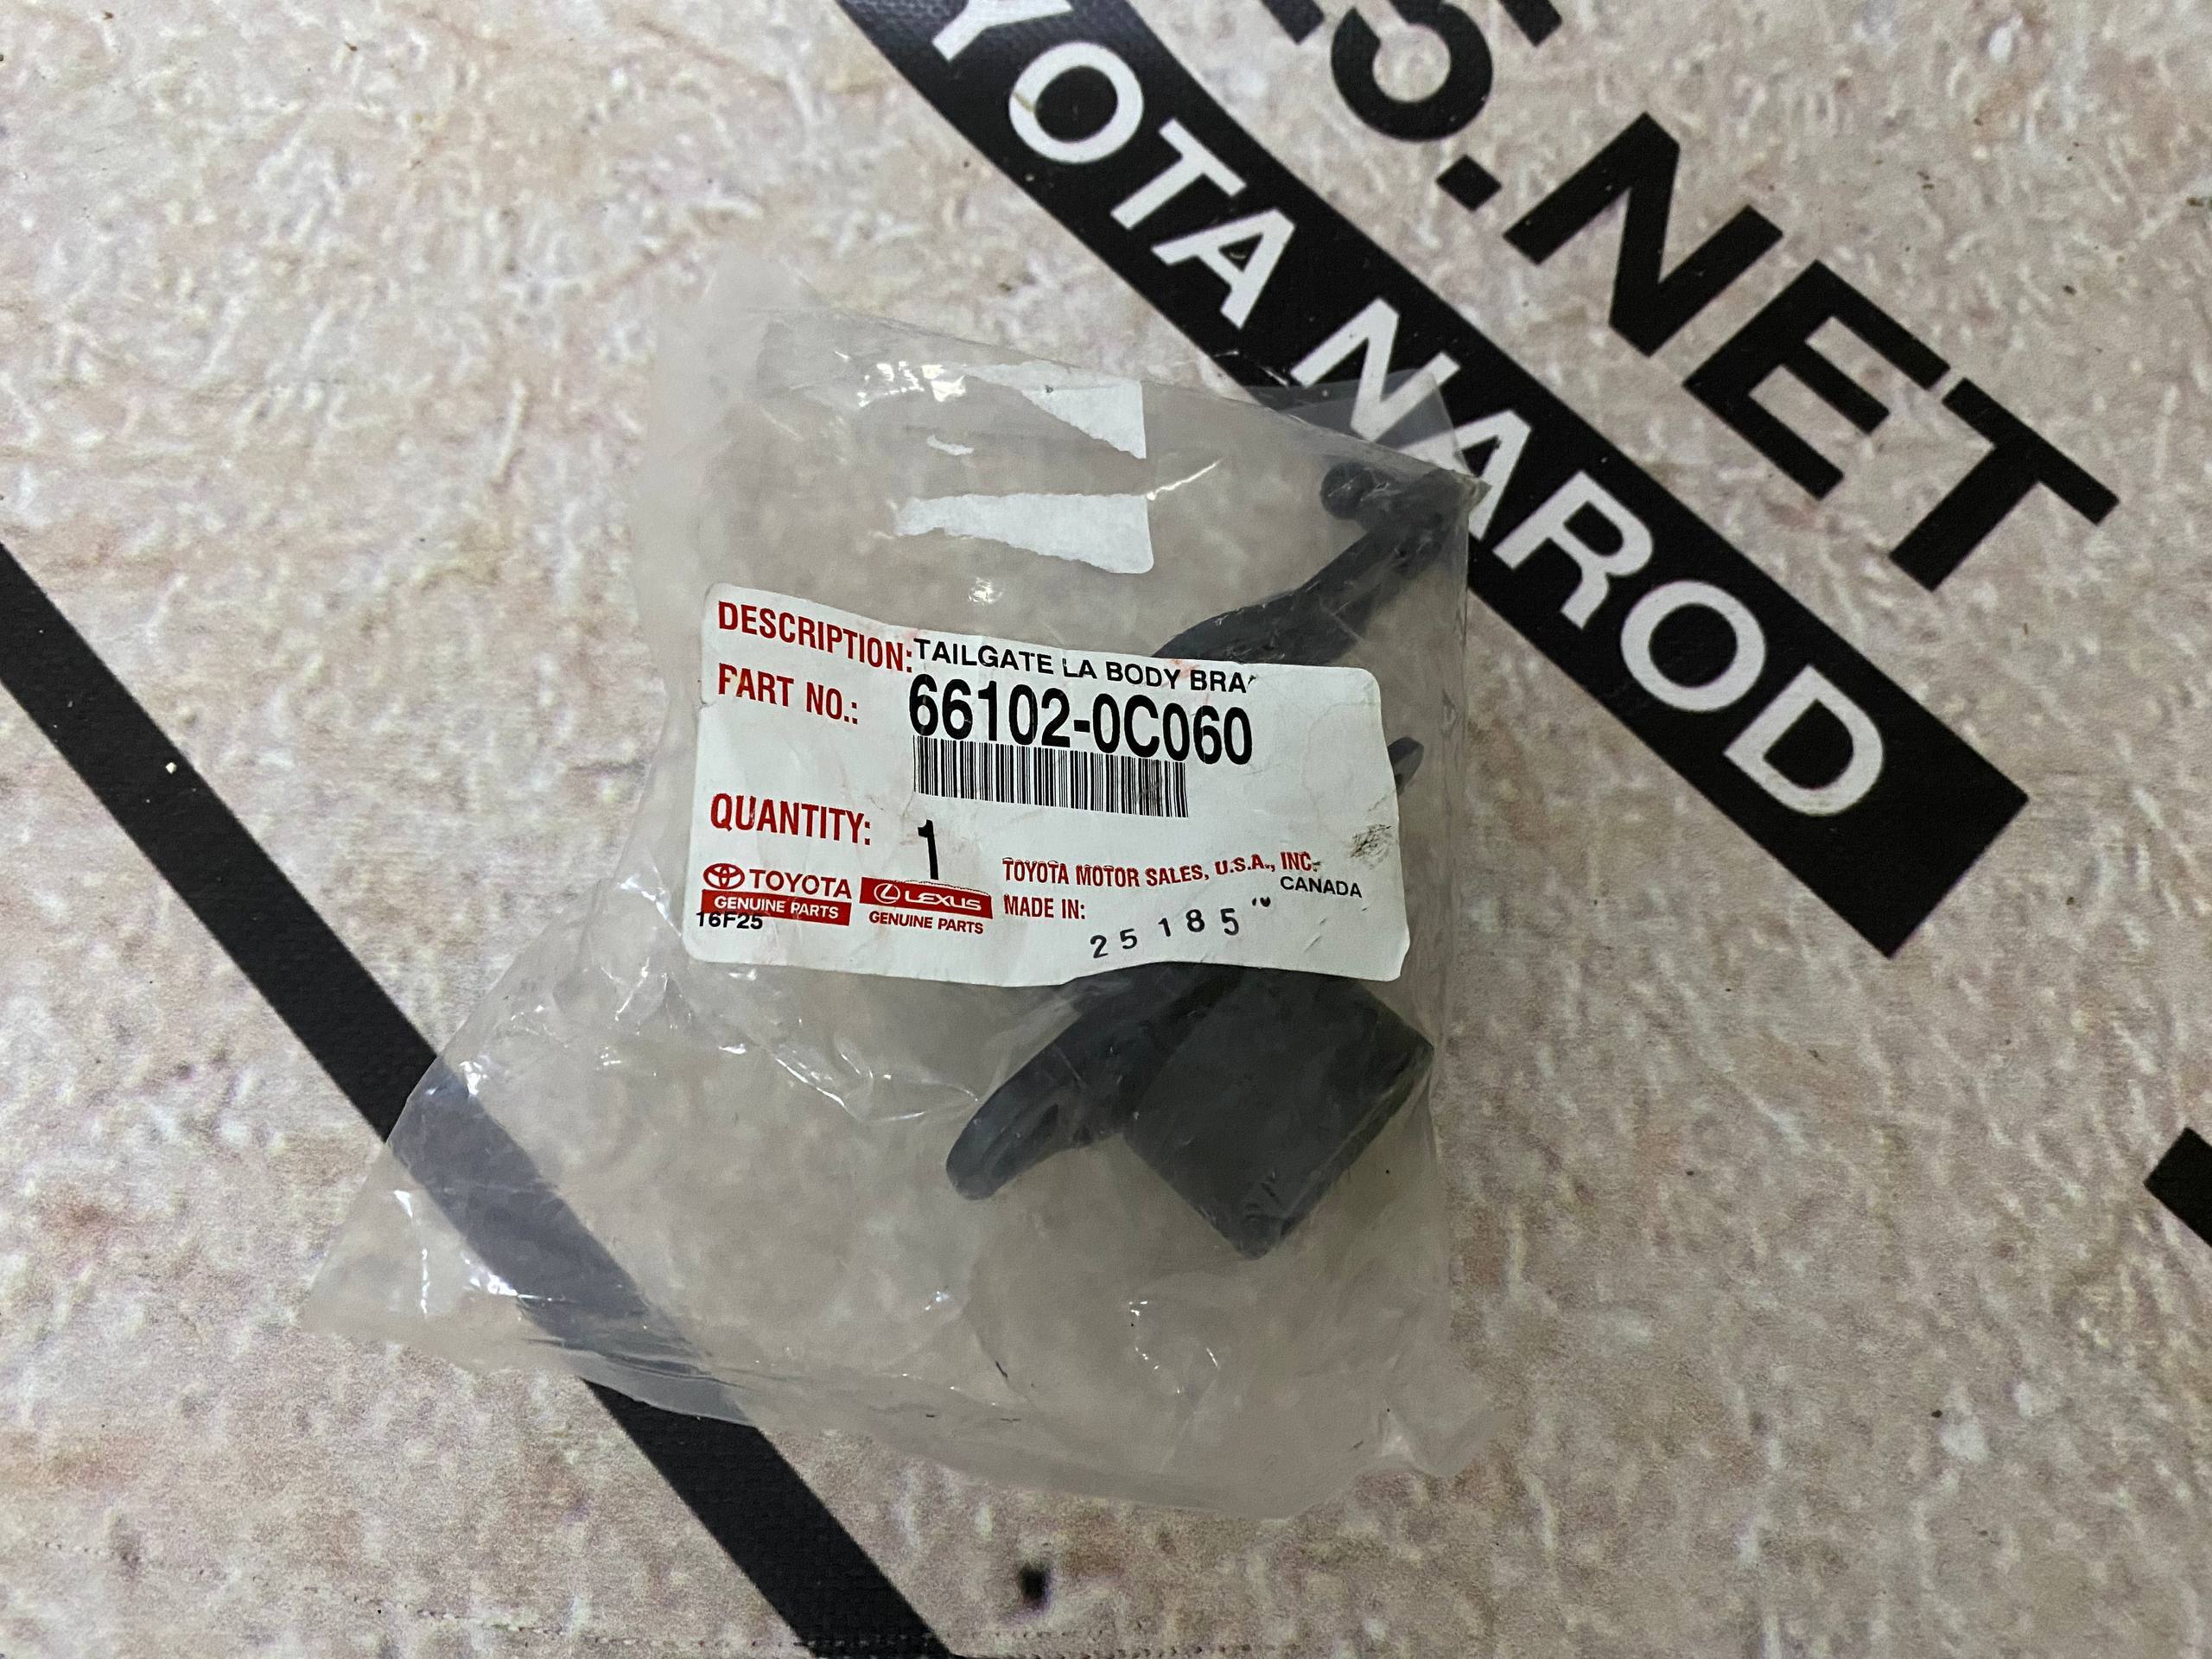 5.NET
YOTA NAROD
DESCRIPTION: TAILGATE LA BODY BRA
PART NO.: 66102-0C060
QUANTITY: 1
TOYOTA MOTOR SALES, U.S.A., INC.
CANADA
TOYOTA
GENUINE PARTS
LEXUS
GENUINE PARTS
MADE IN:
16F25
25185